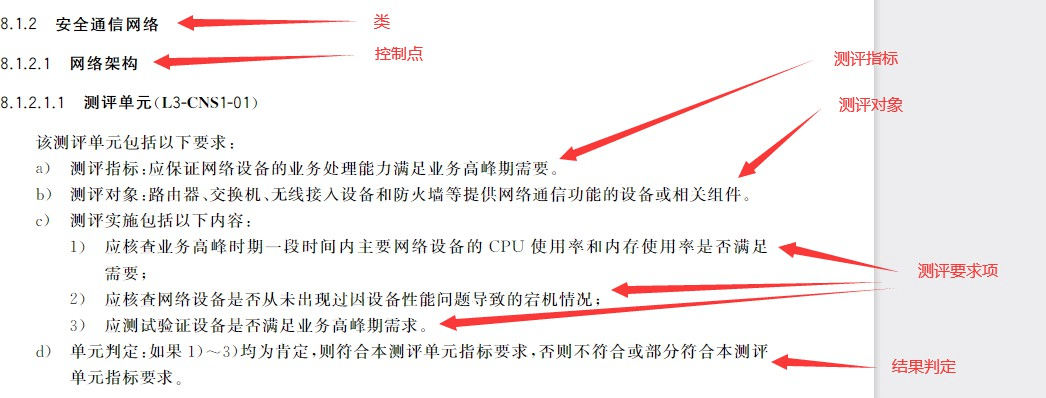 8.1.2 安全通信网络
类
8.1.2.1 网络架构
控制点
测评指标
8.1.2.1.1 测评单元(L3-CNS1-01)
测评对象
该测评单元包括以下要求:
a) 测评指标:应保证网络设备的业务处理能力满足业务高峰期需要。
b) 测评对象:路由器、交换机、无线接入设备和防火墙等提供网络通信功能的设备或相关组件。
c) 测评实施包括以下内容:
1) 应核查业务高峰时期一段时间内主要网络设备的 CPU 使用率和内存使用率是否满足
需要;
测评要求项
2) 应核查网络设备是否从未出现过因设备性能问题导致的宕机情况;
3) 应测试验证设备是否满足业务高峰期需求。
d) 单元判定:如果 1)~3)均为肯定,则符合本测评单元指标要求,否则不符合或部分符合本测评
结果判定
单元指标要求。